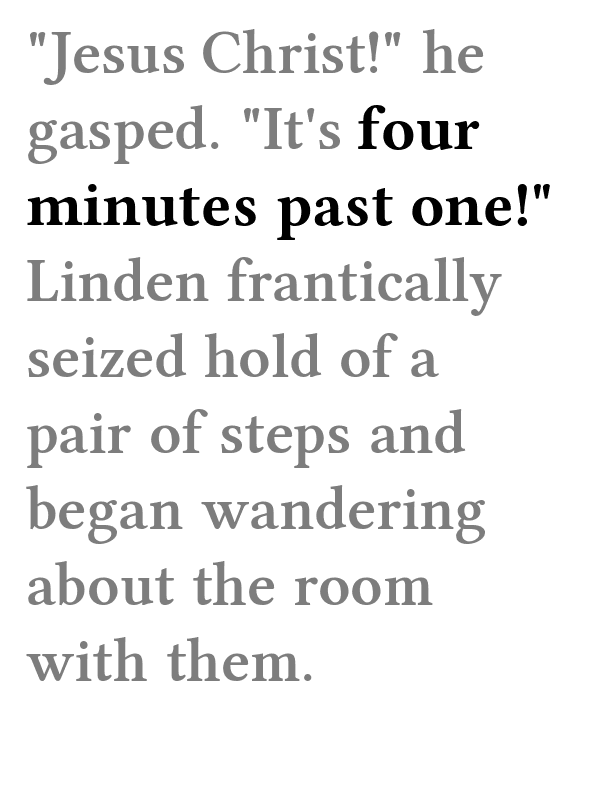 "Jesus Christ!" he
gasped. "It's four
minutes past one!"
Linden frantically
seized hold of a
pair of steps and
began wandering
about the room
with them.